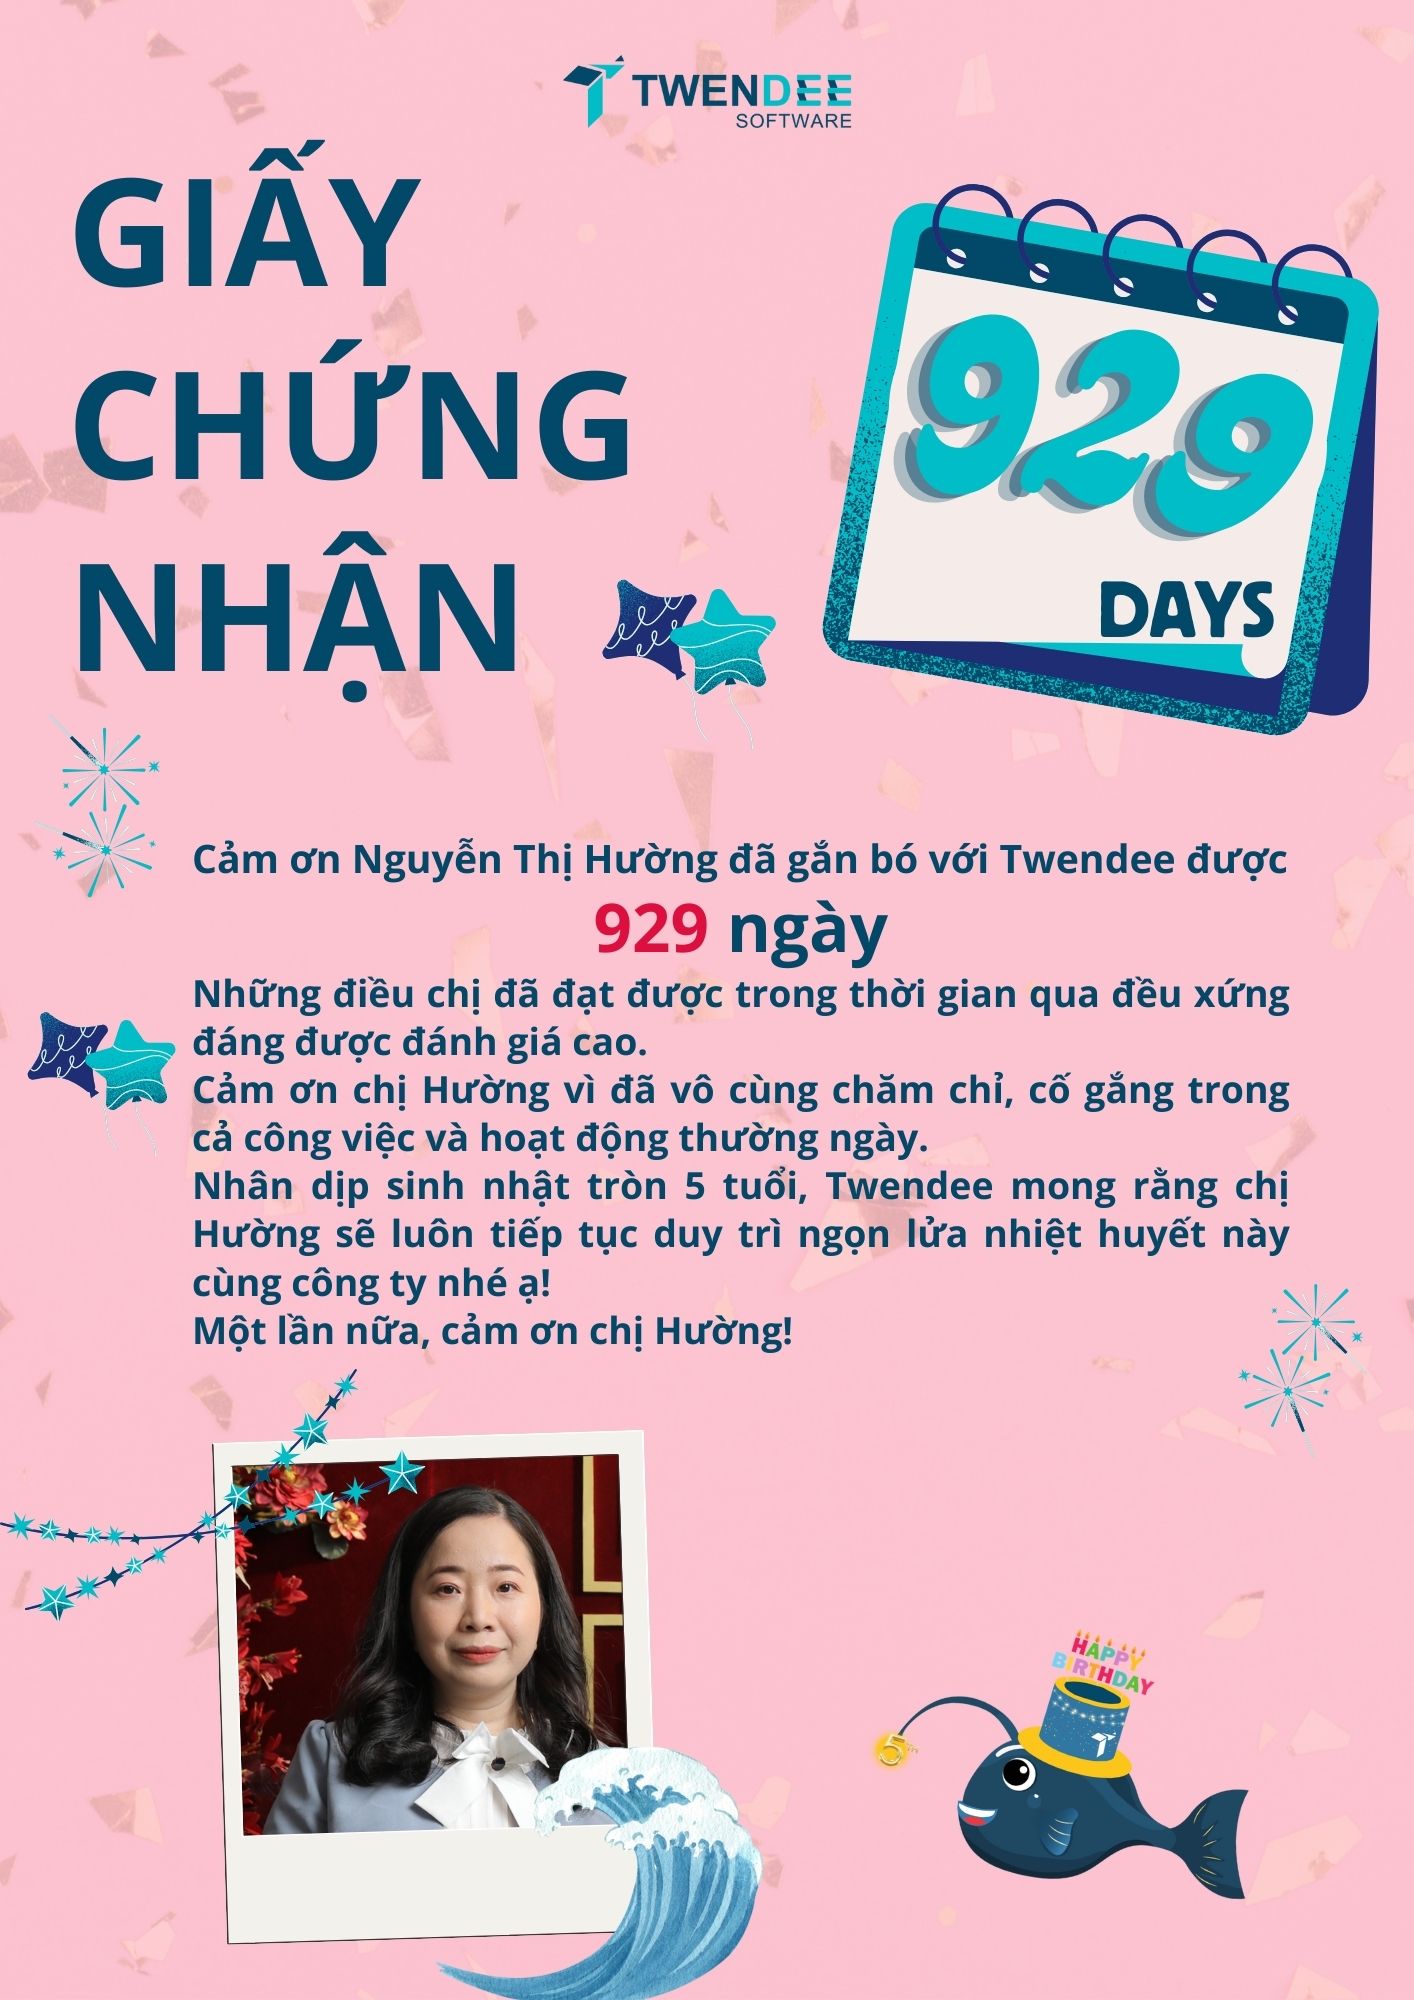 TWENDEE
SOFTWARE
GIẤY
CHỨNG
NHẬN
929
DAYS
Cảm ơn Nguyễn Thị Hường đã gắn bó với Twendee được
929 ngày
Những điều chị đã đạt được trong thời gian qua đều xứng
đáng được đánh giá cao.
Cảm ơn chị Hường vì đã vô cùng chăm chỉ, cố gắng trong
cả công việc và hoạt động thường ngày.
Nhân dịp sinh nhật tròn 5 tuổi, Twendee mong rằng chị
Hường sẽ luôn tiếp tục duy trì ngọn lửa nhiệt huyết này
cùng công ty nhé ạ!
Một lần nữa, cảm ơn chị Hường!
HAPPY
BIRTHDAY
5